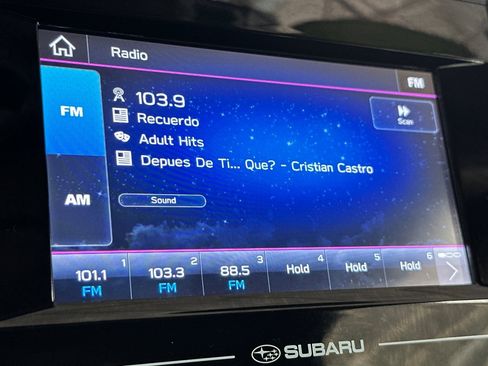 Radio
FM
FM
103.9
Scan
Recuerdo
Adult Hits
Depues De Ti... Que? - Cristian Castro
AM
Sound
1 2 3 4 5 6
101.1 103.3 88.5 Hold Hold Hold
FM FM FM
SUBARU